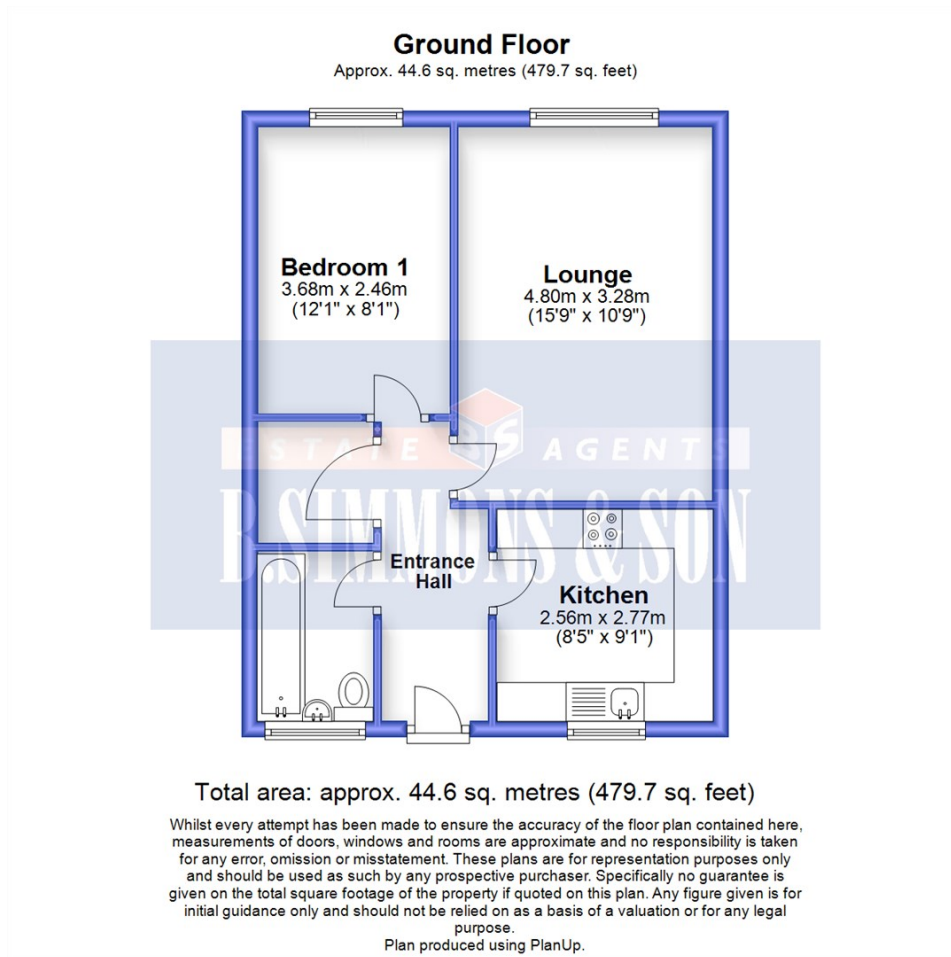 Ground Floor
Approx. 44.6 sq. metres (479.7 sq. feet)
Bedroom 1
3.68m x 2.46m
(12'1" x 8'1")
Lounge
4.80m x 3.28m
(15'9" x 10'9")
ESTATE BS AGENTS
B.SIMMONS & SON
Entrance
Hall
Kitchen
2.56m x 2.77m
(8'5" x 9'1")
Total area: approx. 44.6 sq. metres (479.7 sq. feet)
Whilst every attempt has been made to ensure the accuracy of the floor plan contained here,
measurements of doors, windows and rooms are approximate and no responsibility is taken
for any error, omission or misstatement. These plans are for representation purposes only
and should be used as such by any prospective purchaser. Specifically no guarantee is
given on the total square footage of the property if quoted on this plan. Any figure given is for
initial guidance only and should not be relied on as a basis of a valuation or for any legal
purpose.
Plan produced using PlanUp.